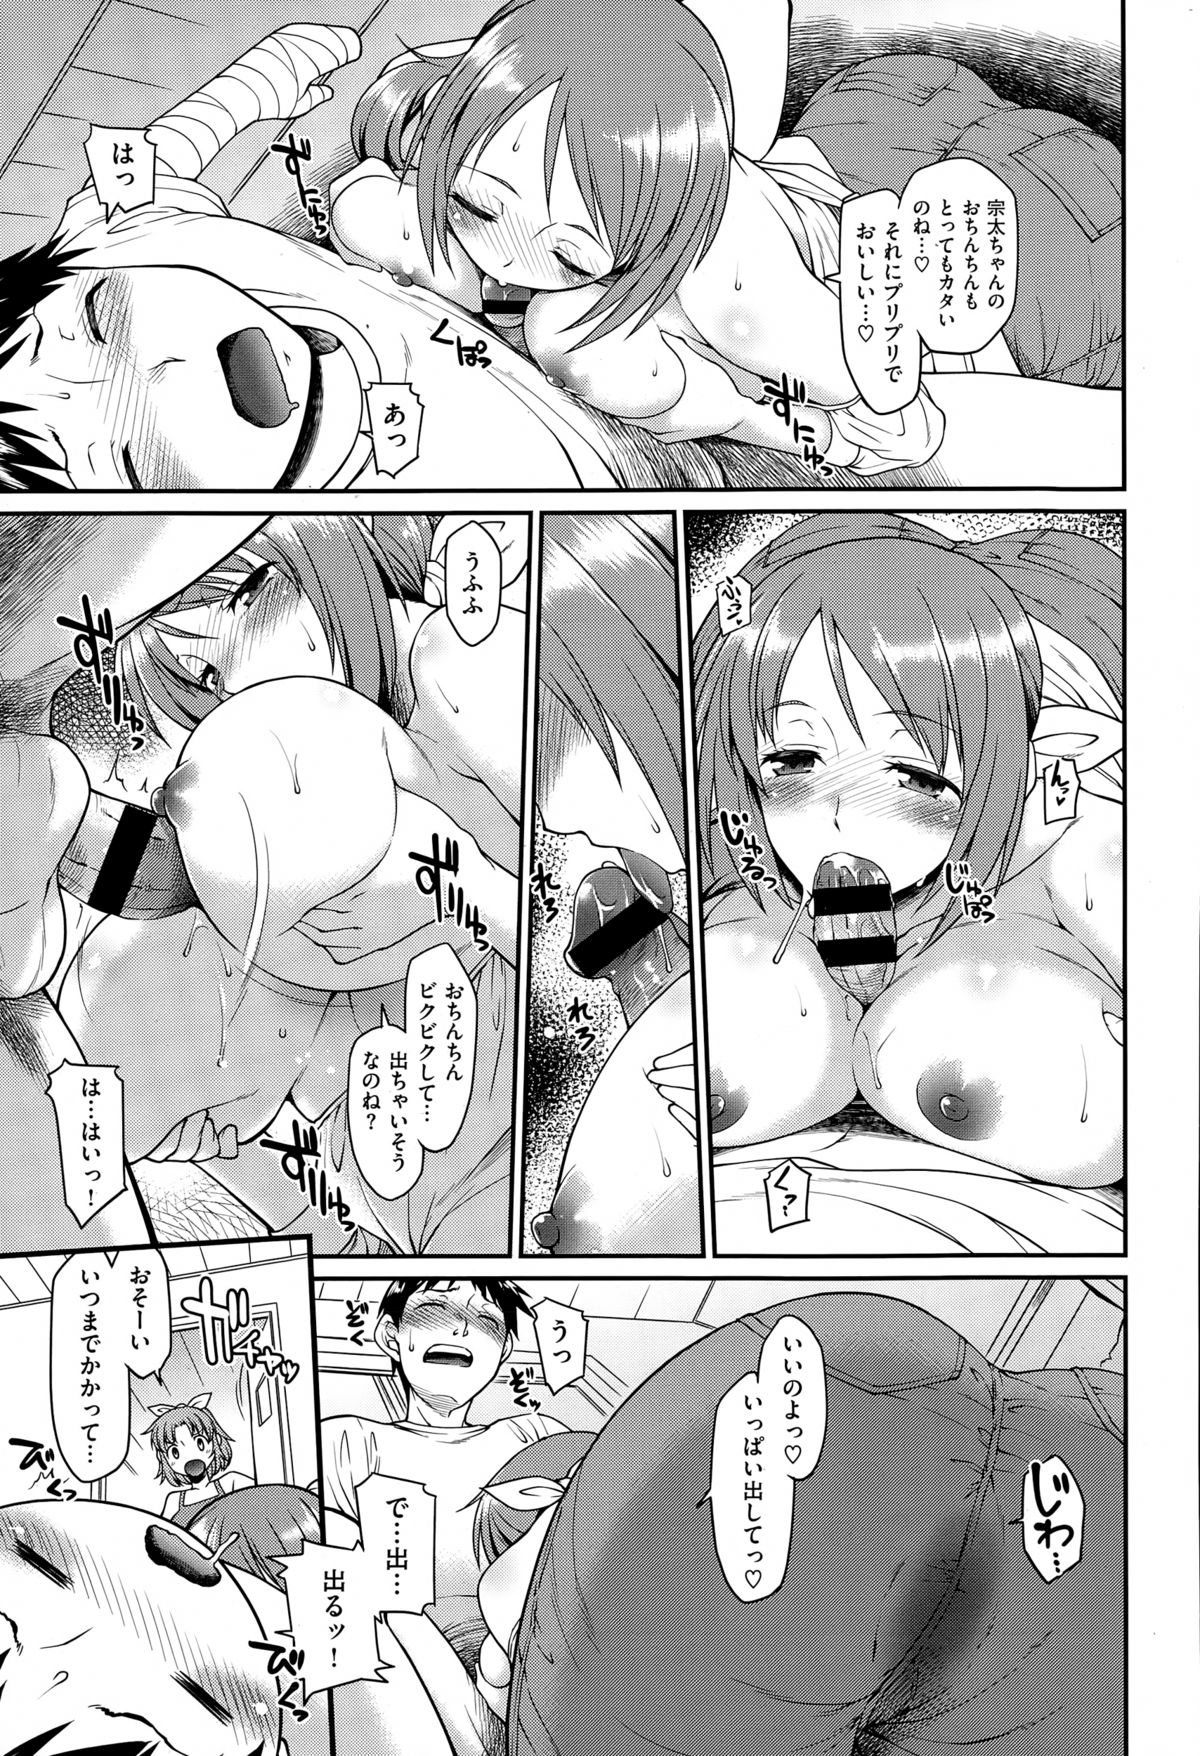 宗太ちゃんの
おちんちんも
とってもカタい
のね…♡
それにプリプリで
おいしい…♡
はっ
ずにゅっ
くぱっ
ずにゅっ
あっ
ふぅ♥
んっ♥
じゅるっ
じゅぱっ
く?
れろ
れろ
うふふ
ずりゅっ
ずりゅっ
おちんちん
ビクビクして…
出ちゃいそう
なのね?
ずりゅっ
は…はいっ!
いいのよっ♡
いっぱい出してっ♡
じわ…
うっ
ぞく
ぞくッ
で…出…
出るッ!
ガチャッ
おそーい
いつまでかかって…
びくっ
びくっ